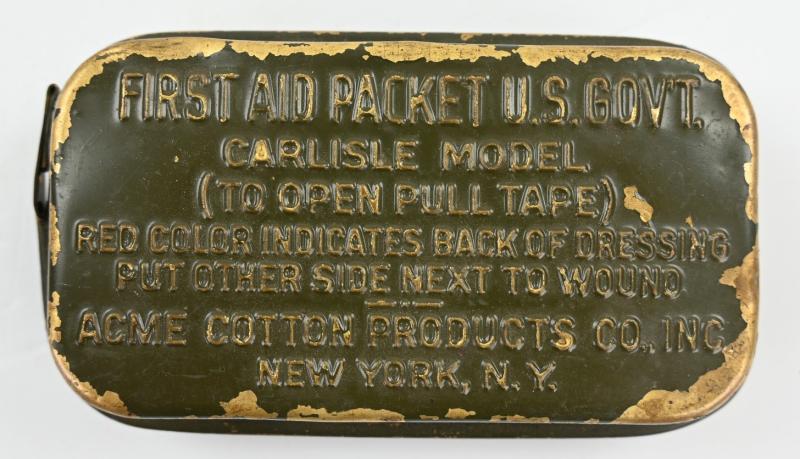 FIRST AID PACKET U.S. GOV'T.
CARLISLE MODEL
(TO OPEN PULL TAPE)
RED COLOR INDICATES BACK OF DRESSING
PUT OTHER SIDE NEXT TO WOUND
ACME COTTON PRODUCTS CO., INC
NEW YORK, N.Y.